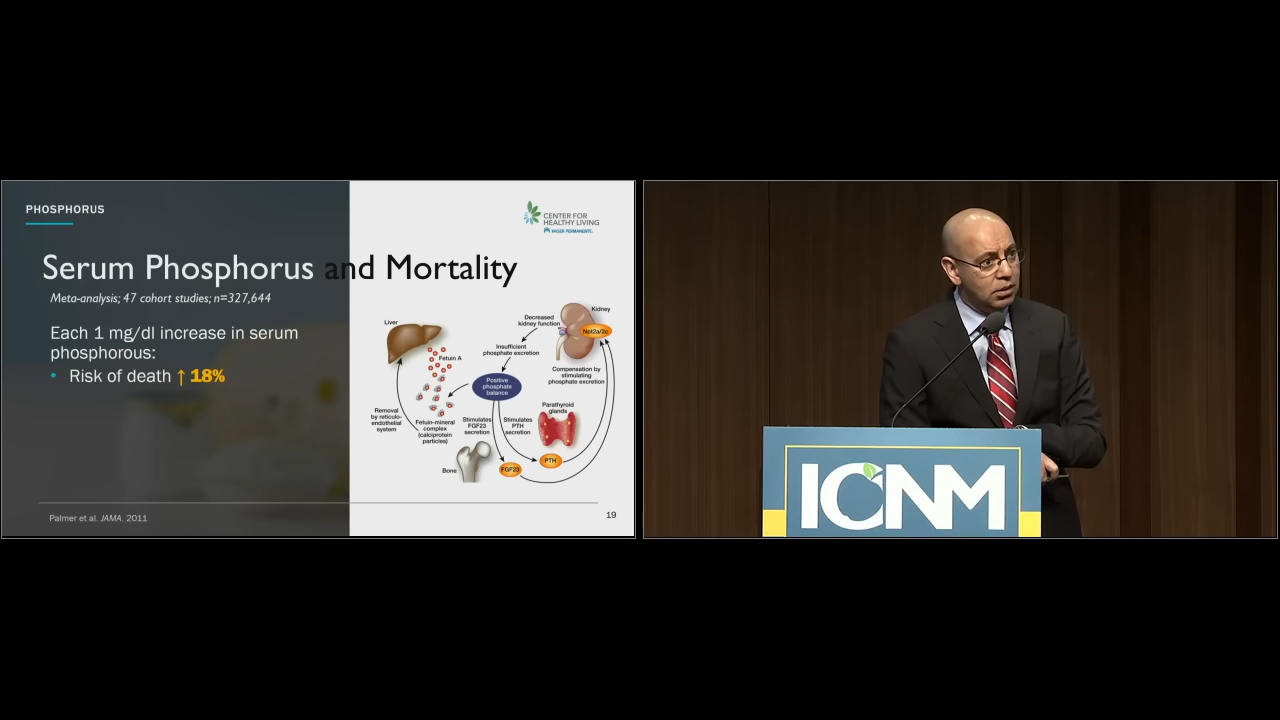 PHOSPHORUS
CENTER FOR
HEALTHY LIVING
KAISER PERMANENTE.
Serum Phosphorus and Mortality
Meta-analysis; 47 cohort studies; n=327,644
Each 1 mg/dl increase in serum
phosphorous:
• Risk of death ↑ 18%
Liver
Fetuin A
Removal
by reticulo-
endothelial
system
Fetuin-mineral
complex
(calciprotein
particles)
Decreased
kidney function
Kidney
Npt2a/2c
Insufficient
phosphate excretion
Compensation by
stimulating
phosphate excretion
Positive
phosphate
balance
Stimulates
FGF23
secretion
Stimulates
PTH
secretion
Parathyroid
glands
Bone
FGF23
PTH
Palmer et al. JAMA. 2011
19
ICNM